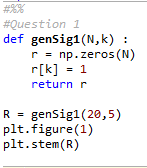 #%%
#Question 1
def genSig1(N,k) :
    r = np.zeros(N)
    r[k] = 1
    return r

R = genSig1(20,5)
plt.figure(1)
plt.stem(R)